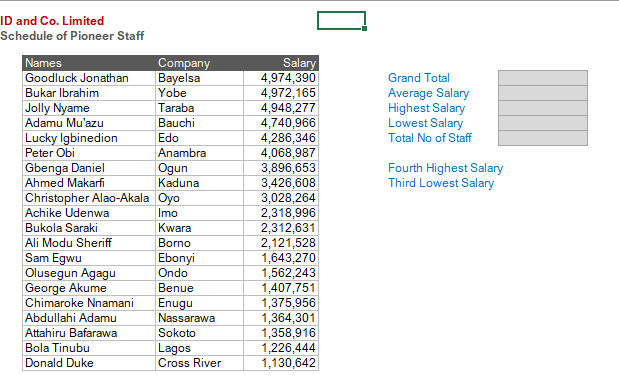 ID and Co. Limited
Schedule of Pioneer Staff
Names Company Salary
Goodluck Jonathan Bayelsa 4,974,390
Bukar Ibrahim Yobe 4,972,165
Jolly Nyame Taraba 4,948,277
Adamu Mu'azu Bauchi 4,740,966
Lucky Igbinedion Edo 4,286,346
Peter Obi Anambra 4,068,987
Gbenga Daniel Ogun 3,896,653
Ahmed Makarfi Kaduna 3,426,608
Christopher Alao-Akala Oyo 3,028,264
Achike Udenwa Imo 2,318,996
Bukola Saraki Kwara 2,312,631
Ali Modu Sheriff Borno 2,121,528
Sam Egwu Ebonyi 1,643,270
Olusegun Agagu Ondo 1,562,243
George Akume Benue 1,407,751
Chimaroke Nnamani Enugu 1,375,956
Abdullahi Adamu Nassarawa 1,364,301
Attahiru Bafarawa Sokoto 1,358,916
Bola Tinubu Lagos 1,226,444
Donald Duke Cross River 1,130,642
Grand Total
Average Salary
Highest Salary
Lowest Salary
Total No of Staff
Fourth Highest Salary
Third Lowest Salary